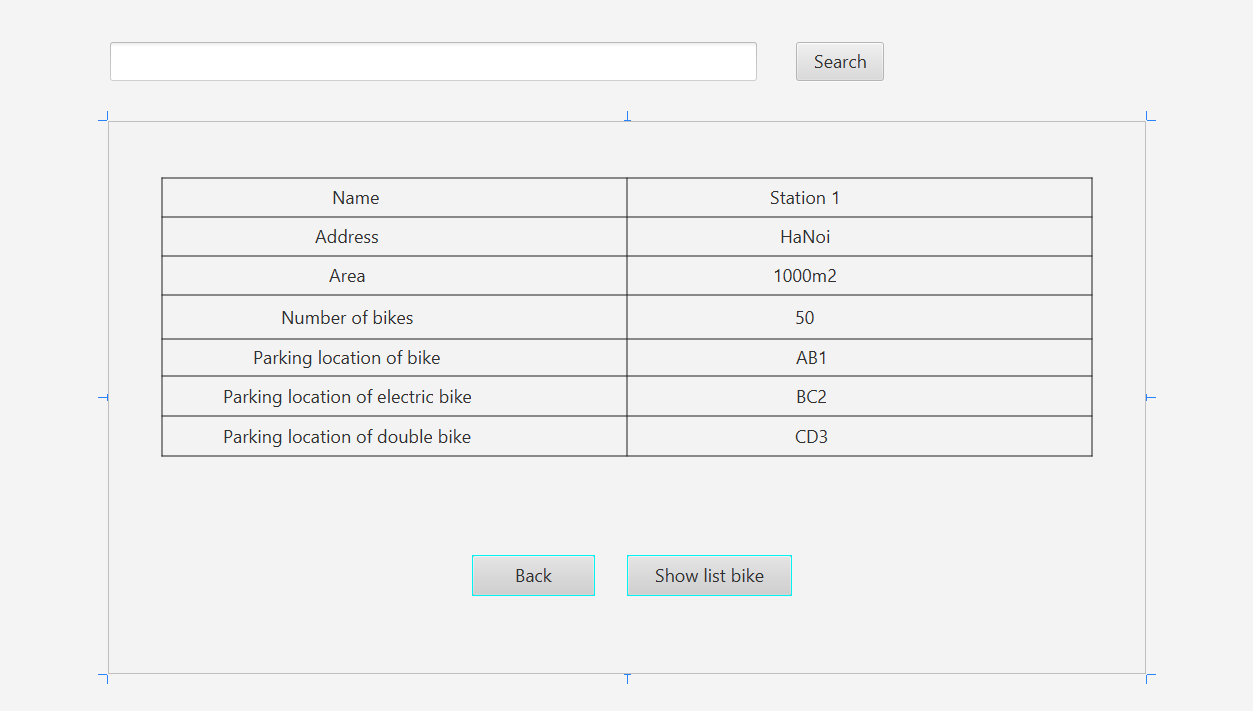 Search
Name Station 1
Address HaNoi
Area 1000m2
Number of bikes 50
Parking location of bike AB1
Parking location of electric bike BC2
Parking location of double bike CD3
Back Show list bike